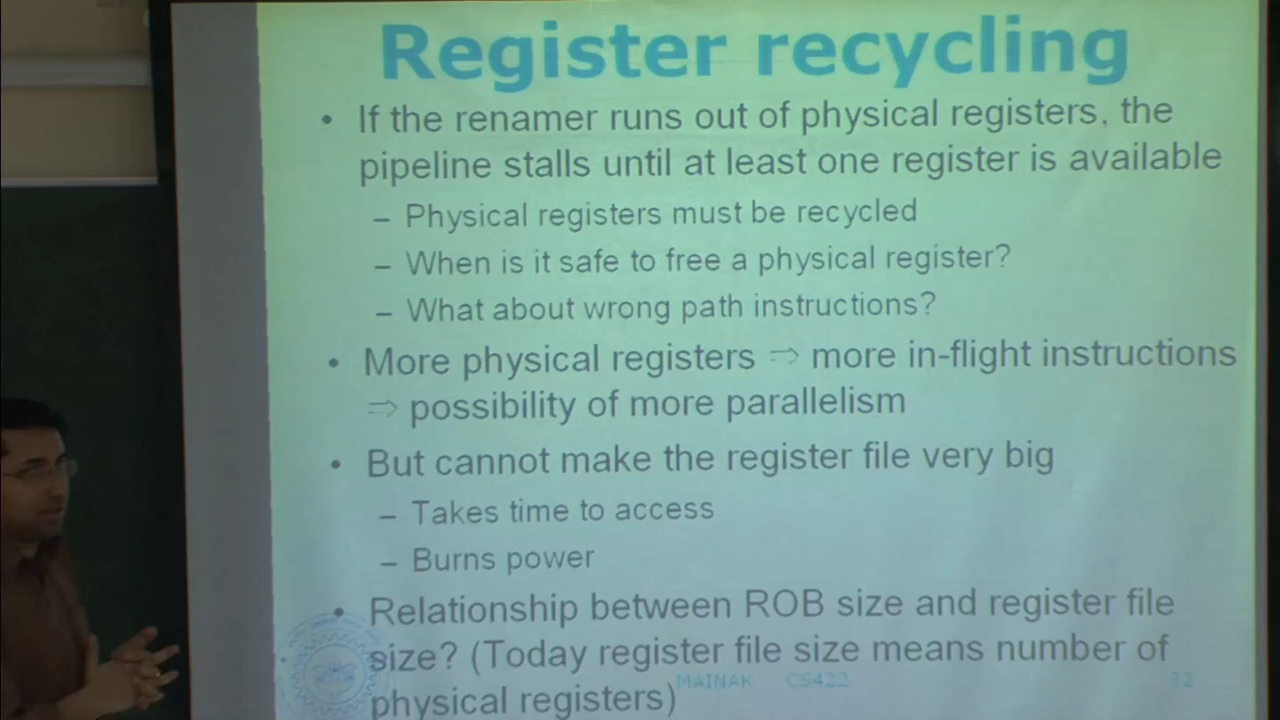 Register recycling
• If the renamer runs out of physical registers, the
pipeline stalls until at least one register is available
– Physical registers must be recycled
– When is it safe to free a physical register?
– What about wrong path instructions?
• More physical registers ⇒ more in-flight instructions
⇒ possibility of more parallelism
• But cannot make the register file very big
– Takes time to access
– Burns power
• Relationship between ROB size and register file
size? (Today register file size means number of
physical registers)
MAINAK CS422 32